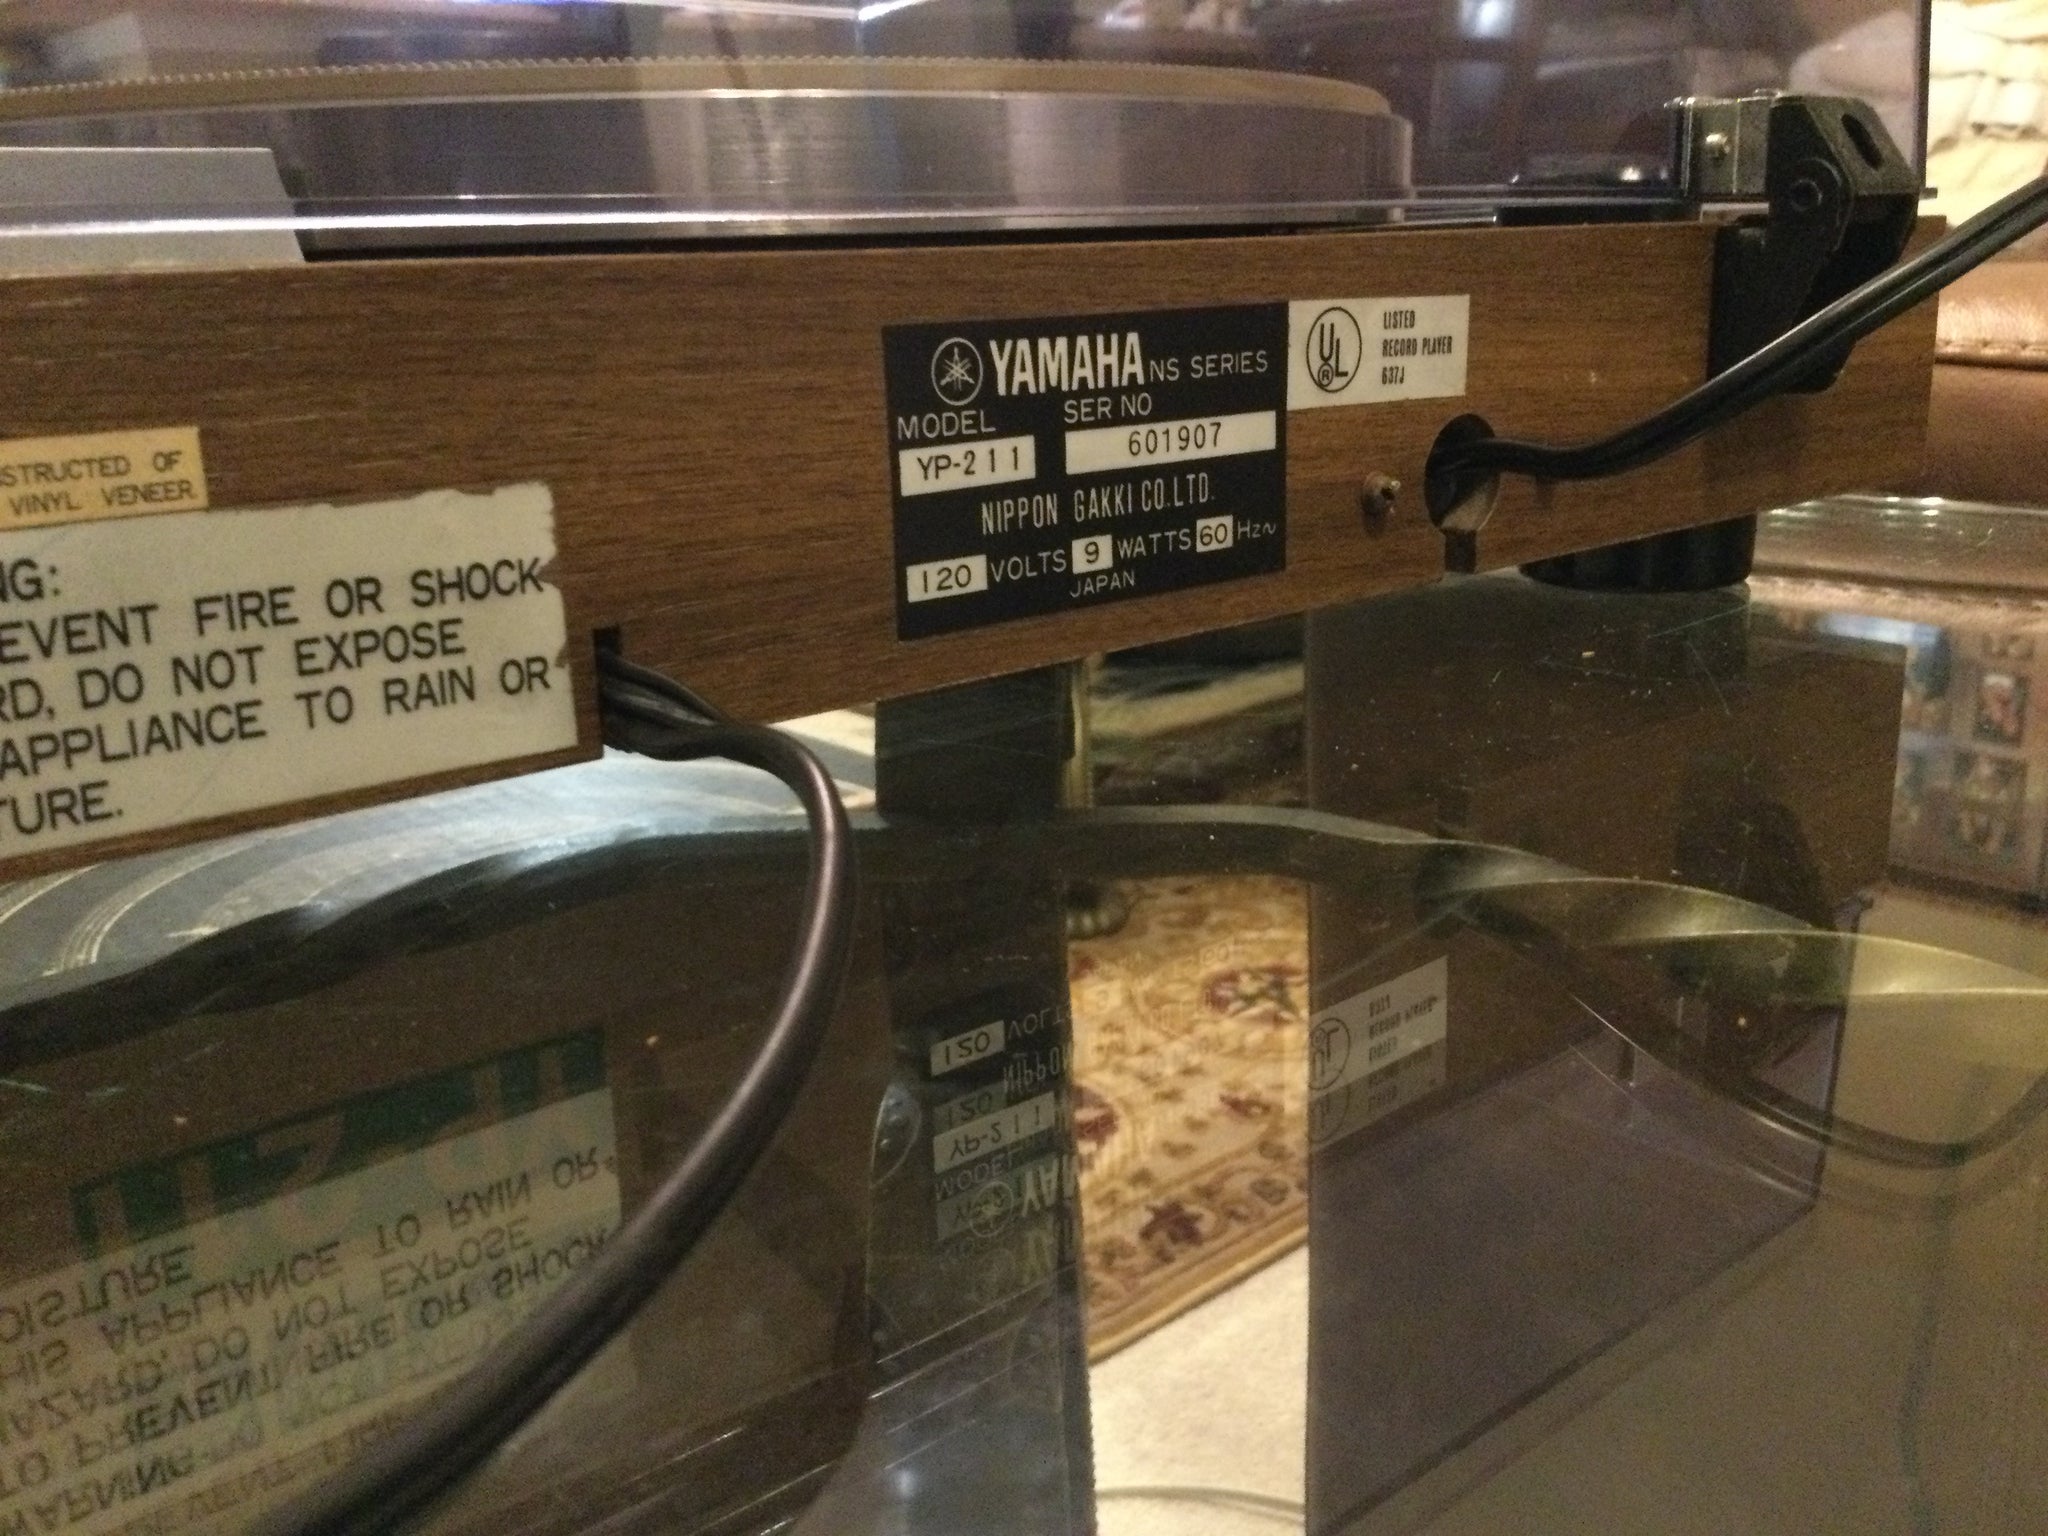 YAMAHA NS SERIES
MODEL SER NO
YP-211 601907
NIPPON GAKKI CO.LTD.
120 VOLTS 9 WATTS 60 Hz~
JAPAN
UL
®
LISTED
RECORD PLAYER
637J
NSTRUCTED OF
VINYL VENEER
NG:
EVENT FIRE OR SHOCK
RD, DO NOT EXPOSE
APPLIANCE TO RAIN OR
TURE.